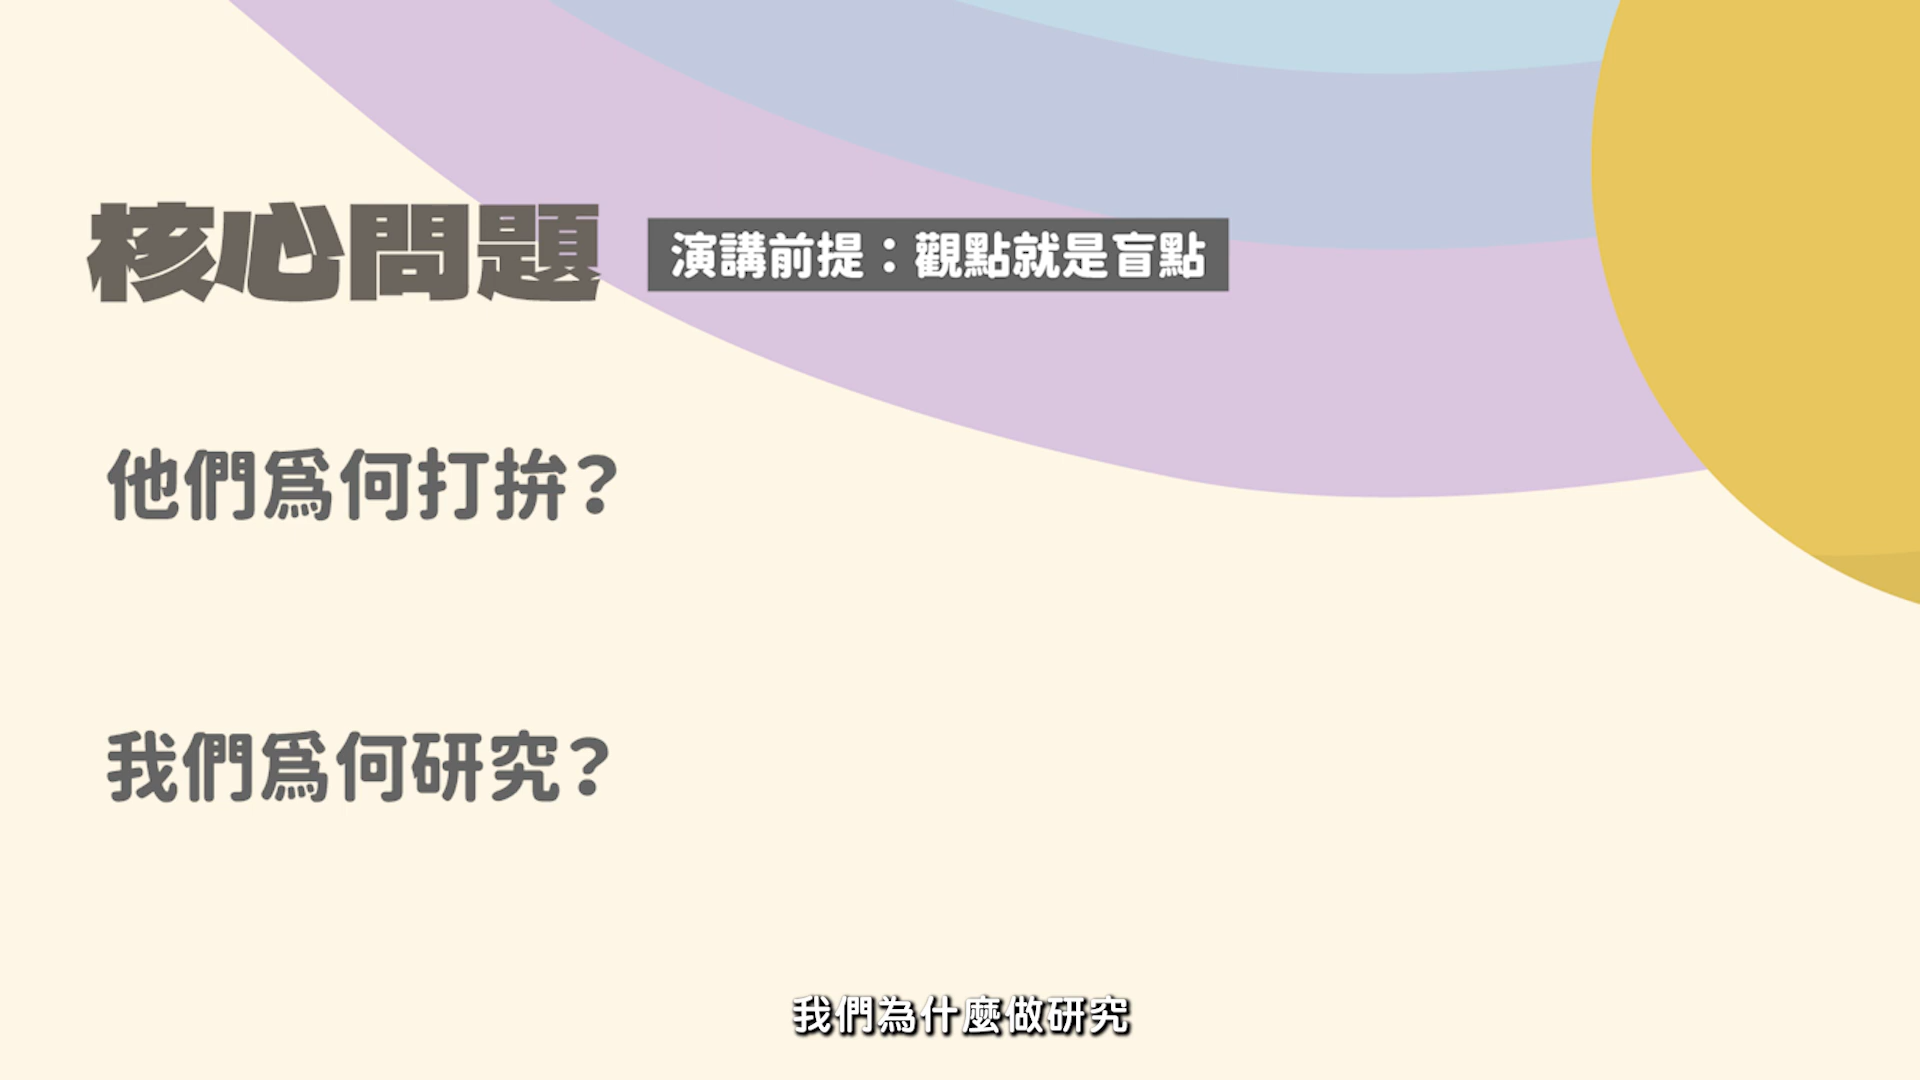 核心問題
演講前提：觀點就是盲點
他們爲何打拚？
我們爲何研究？
我們為什麼做研究